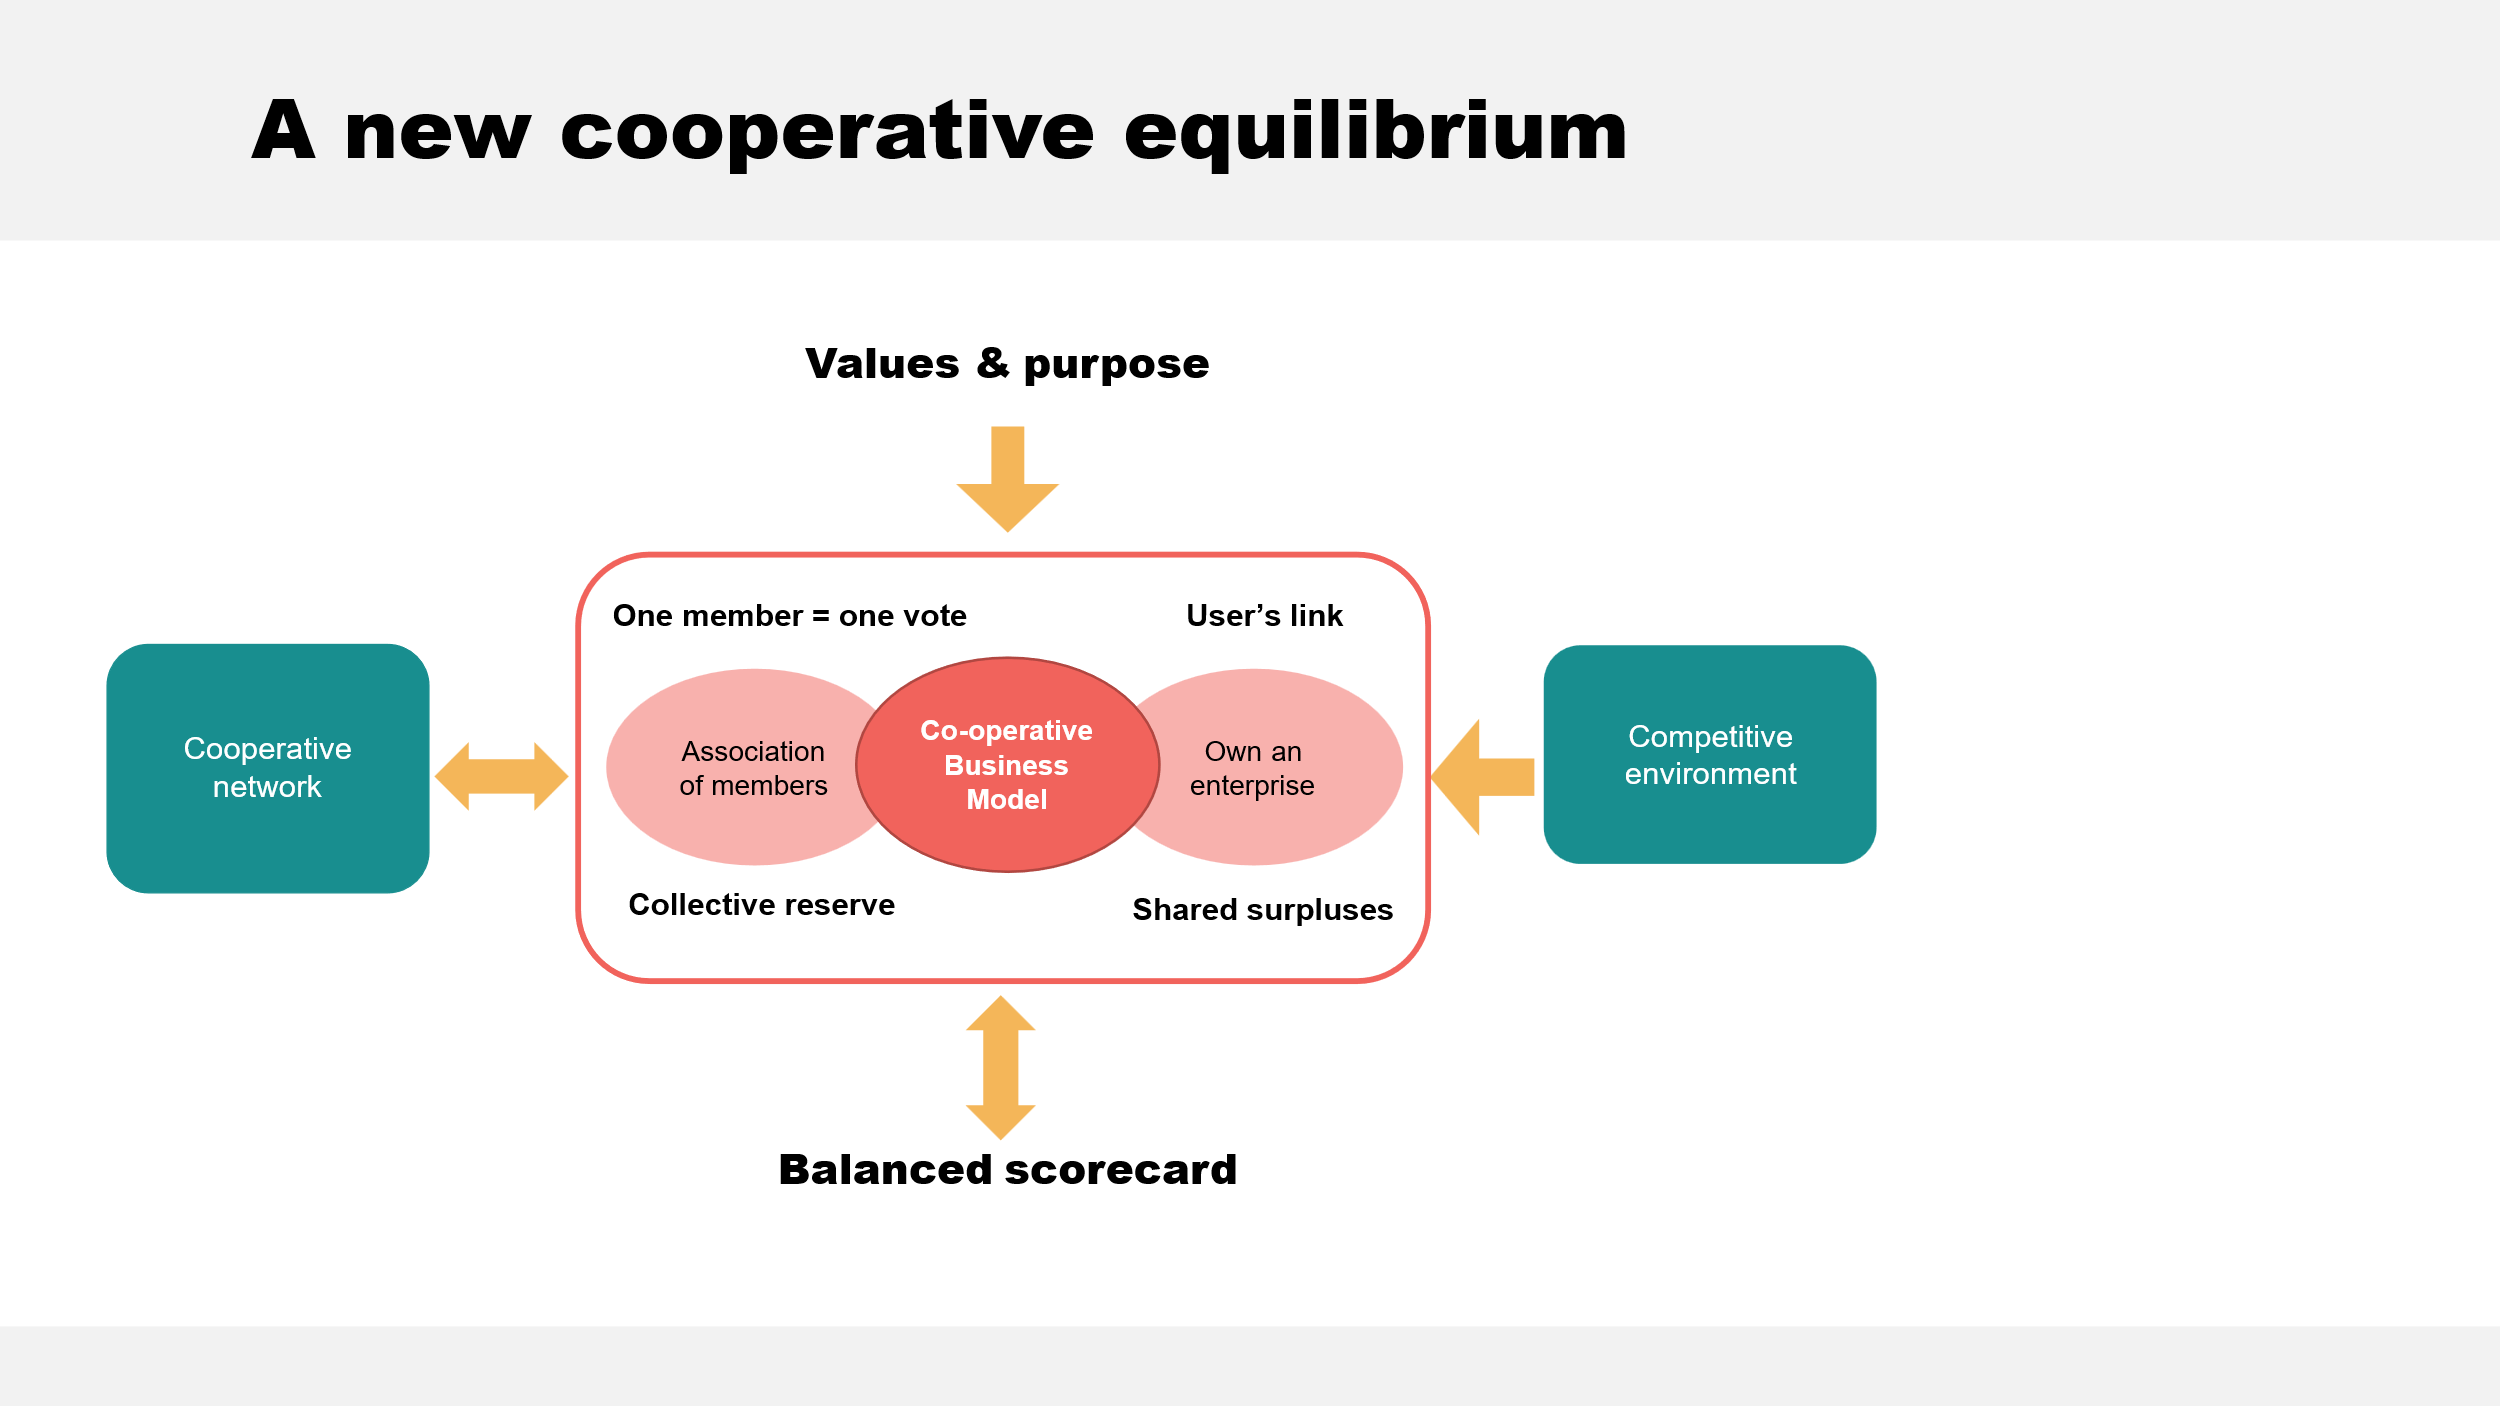 A new cooperative equilibrium
Values & purpose
One member = one vote
User’s link
Cooperative
network
Association
of members
Co-operative
Business
Model
Own an
enterprise
Competitive
environment
Collective reserve
Shared surpluses
Balanced scorecard